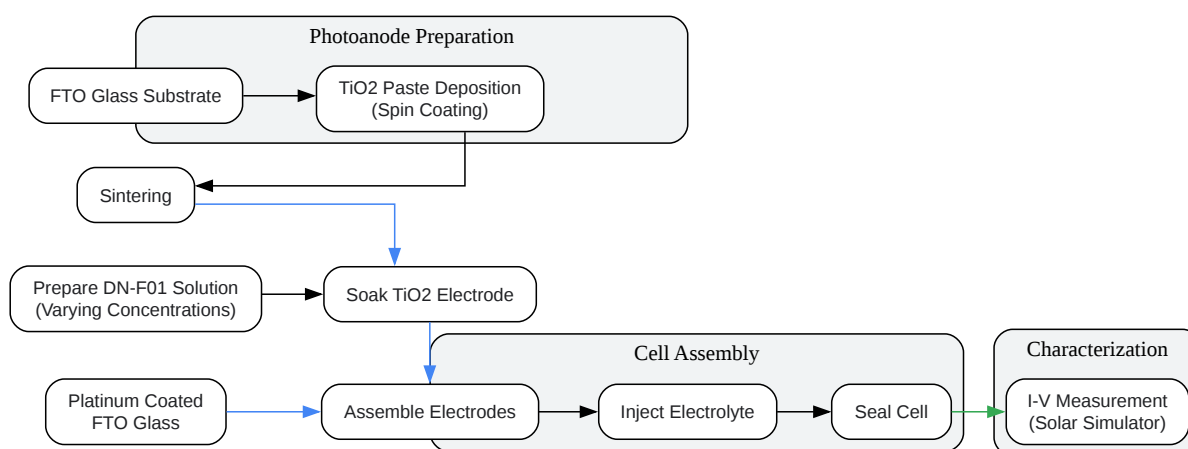 Photoanode Preparation
FTO Glass Substrate
TiO2 Paste Deposition
(Spin Coating)
Sintering
Prepare DN-F01 Solution
(Varying Concentrations)
Soak TiO2 Electrode
Cell Assembly
Characterization
Platinum Coated
FTO Glass
Assemble Electrodes
Inject Electrolyte
Seal Cell
I-V Measurement
(Solar Simulator)